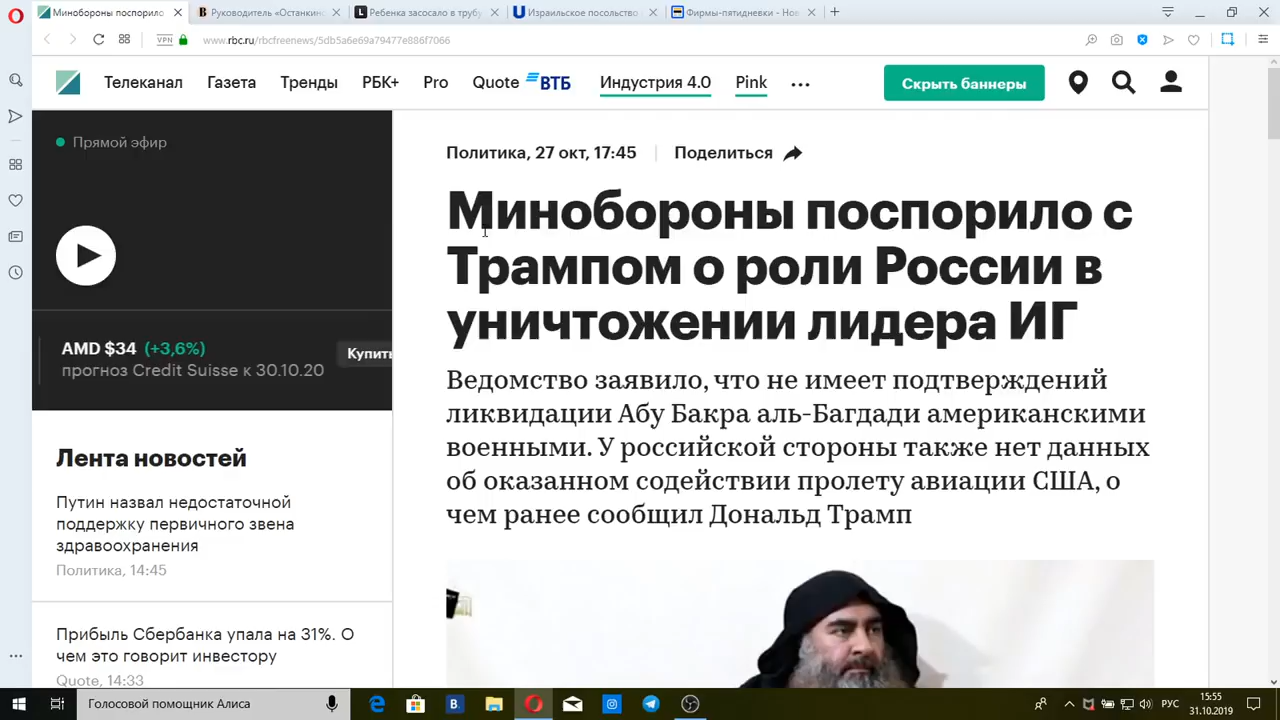 Минобороны поспорило
Руководитель «Останкино
Ребенка засосало в трубу
Израильское посольство
Фирмы-пятидневки - Нов
VPN
www.rbc.ru/rbcfreenews/5db5a6e69a79477e886f7066
Телеканал
Газета
Тренды
РБК+
Pro
Quote
ВТБ
Индустрия 4.0
Pink
Скрыть баннеры
Прямой эфир
AMD $34 (+3,6%)
Купить
прогноз Credit Suisse к 30.10.20
Лента новостей
Путин назвал недостаточной
поддержку первичного звена
здравоохранения
Политика, 14:45
Прибыль Сбербанка упала на 31%. О
чем это говорит инвестору
Quote, 14:33
Политика, 27 окт, 17:45
Поделиться
Минобороны поспорило с
Трампом о роли России в
уничтожении лидера ИГ
Ведомство заявило, что не имеет подтверждений
ликвидации Абу Бакра аль-Багдади американскими
военными. У российской стороны также нет данных
об оказанном содействии пролету авиации США, о
чем ранее сообщил Дональд Трамп
Голосовой помощник Алиса
РУС
15:55
31.10.2019